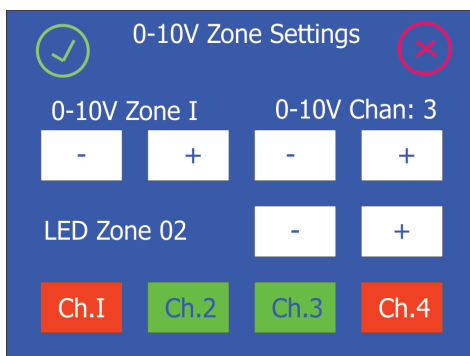 0-10V Zone Settings
0-10V Zone I 0-10V Chan: 3
- + - +
LED Zone 02 - +
Ch.I Ch.2 Ch.3 Ch.4